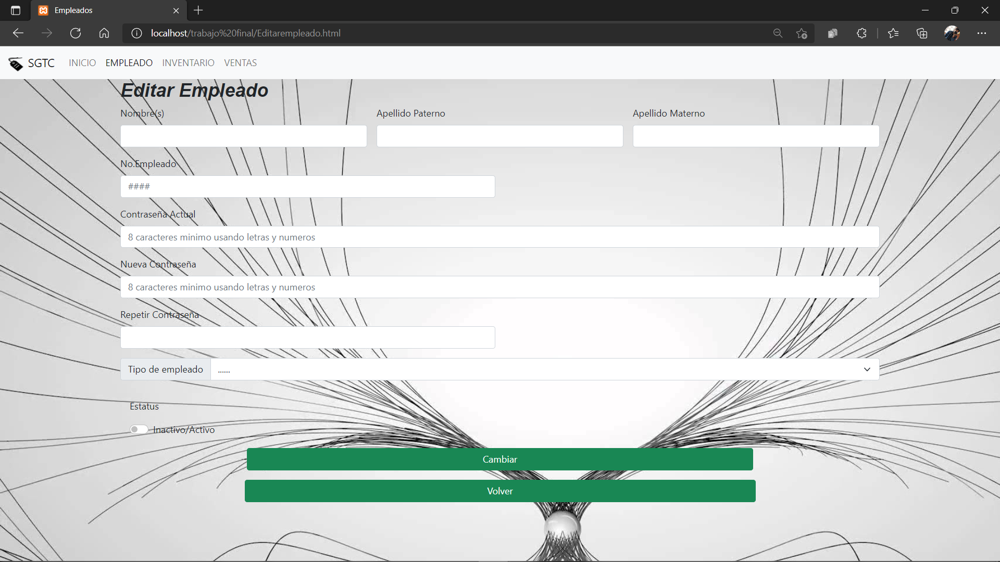 Empleados
localhost/trabajo%20final/Editarempleado.html
SGTC INICIO EMPLEADO INVENTARIO VENTAS
Editar Empleado
Nombre(s) Apellido Paterno Apellido Materno
No.Empleado
####
Contraseña Actual
8 caracteres minimo usando letras y numeros
Nueva Contraseña
8 caracteres minimo usando letras y numeros
Repetir Contraseña
Tipo de empleado ......
Estatus
Inactivo/Activo
Cambiar
Volver